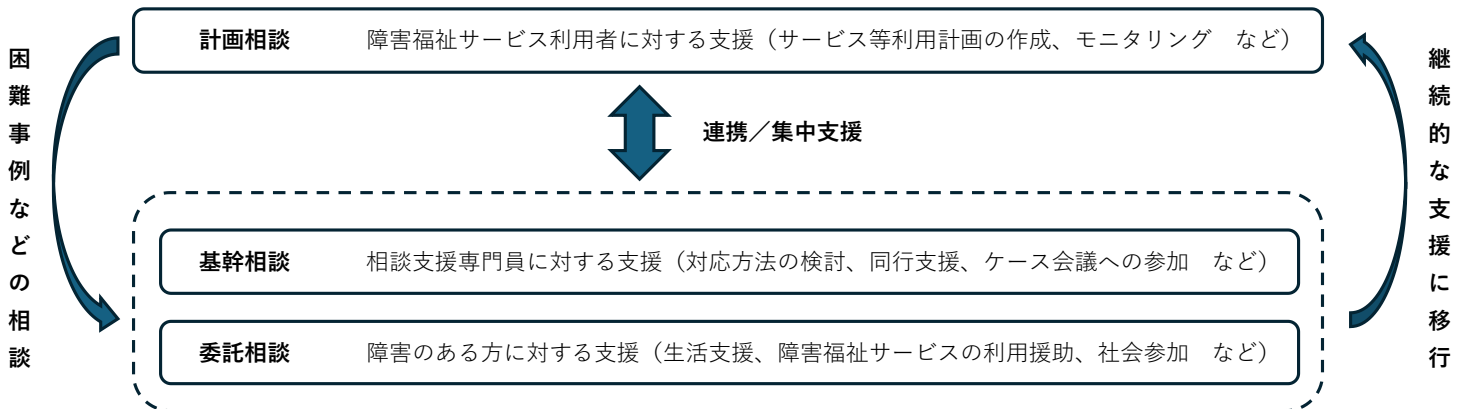 計画相談　障害福祉サービス利用者に対する支援（サービス等利用計画の作成、モニタリング　など）
困難事例などの相談
連携／集中支援
継続的な支援に移行
基幹相談　相談支援専門員に対する支援（対応方法の検討、同行支援、ケース会議への参加　など）
委託相談　障害のある方に対する支援（生活支援、障害福祉サービスの利用援助、社会参加　など）